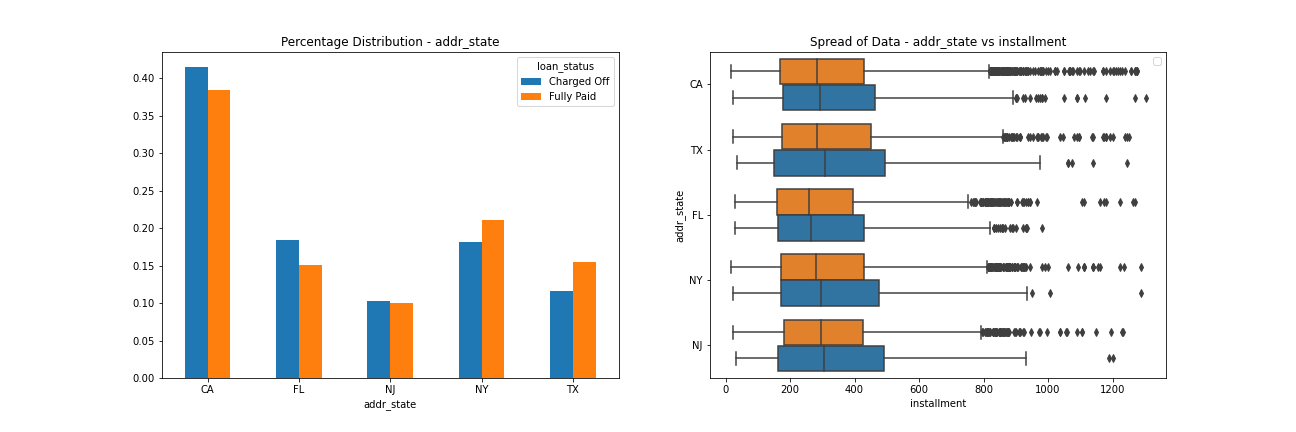 Percentage Distribution - addr_state
loan_status
Charged Off
Fully Paid
0.40
0.35
0.30
0.25
0.20
0.15
0.10
0.05
0.00
CA
FL
NJ
NY
TX
addr_state
Spread of Data - addr_state vs installment
CA
TX
FL
NY
NJ
addr_state
0
200
400
600
800
1000
1200
installment